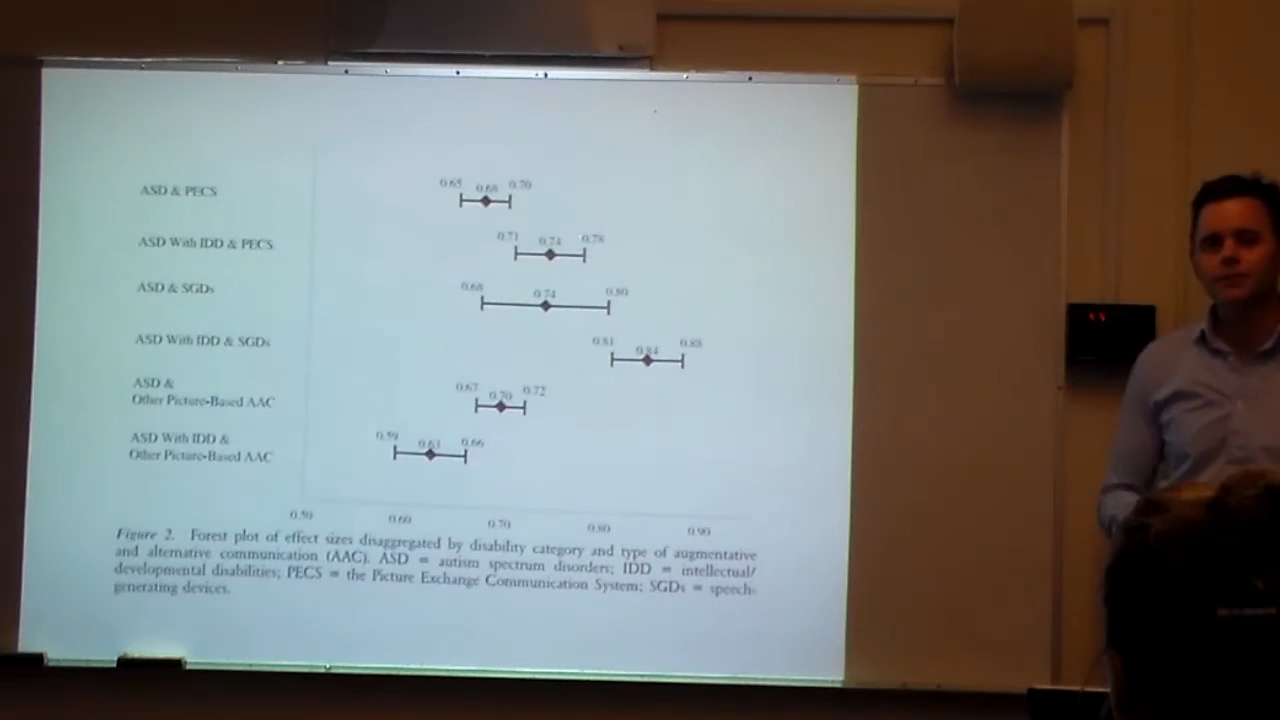 ASD & PECS
0.65 0.68 0.70
ASD With IDD & PECS
0.71 0.74 0.78
ASD & SGDs
0.68 0.74 0.80
ASD With IDD & SGDs
0.81 0.84 0.88
ASD &
Other Picture-Based AAC
0.67 0.70 0.72
ASD With IDD &
Other Picture-Based AAC
0.59 0.63 0.66
0.50 0.60 0.70 0.80 0.90
Figure 2. Forest plot of effect sizes disaggregated by disability category and type of augmentative
and alternative communication (AAC). ASD = autism spectrum disorders; IDD = intellectual/
developmental disabilities; PECS = the Picture Exchange Communication System; SGDs = speech-
generating devices.